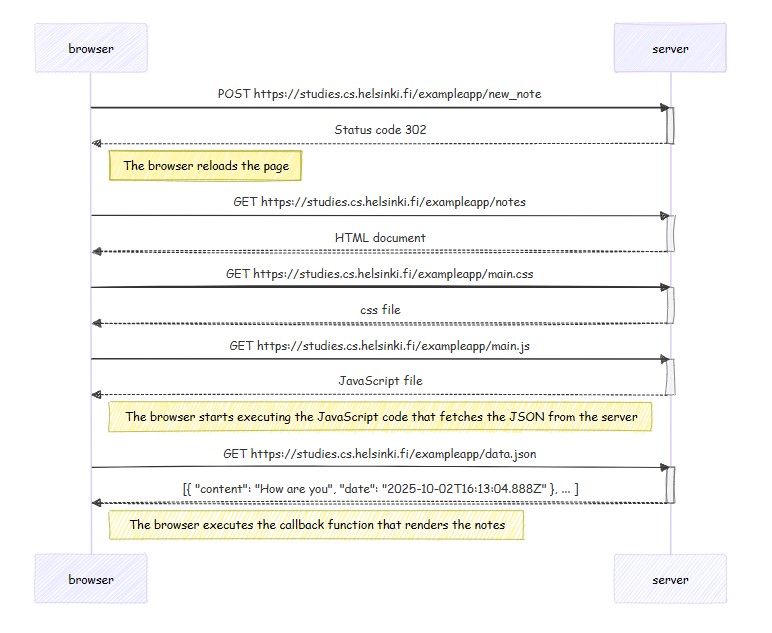 browser
server
POST https://studies.cs.helsinki.fi/exampleapp/new_note
Status code 302
The browser reloads the page
GET https://studies.cs.helsinki.fi/exampleapp/notes
HTML document
GET https://studies.cs.helsinki.fi/exampleapp/main.css
css file
GET https://studies.cs.helsinki.fi/exampleapp/main.js
JavaScript file
The browser starts executing the JavaScript code that fetches the JSON from the server
GET https://studies.cs.helsinki.fi/exampleapp/data.json
[{ "content": "How are you", "date": "2025-10-02T16:13:04.888Z" }, ... ]
The browser executes the callback function that renders the notes
browser
server